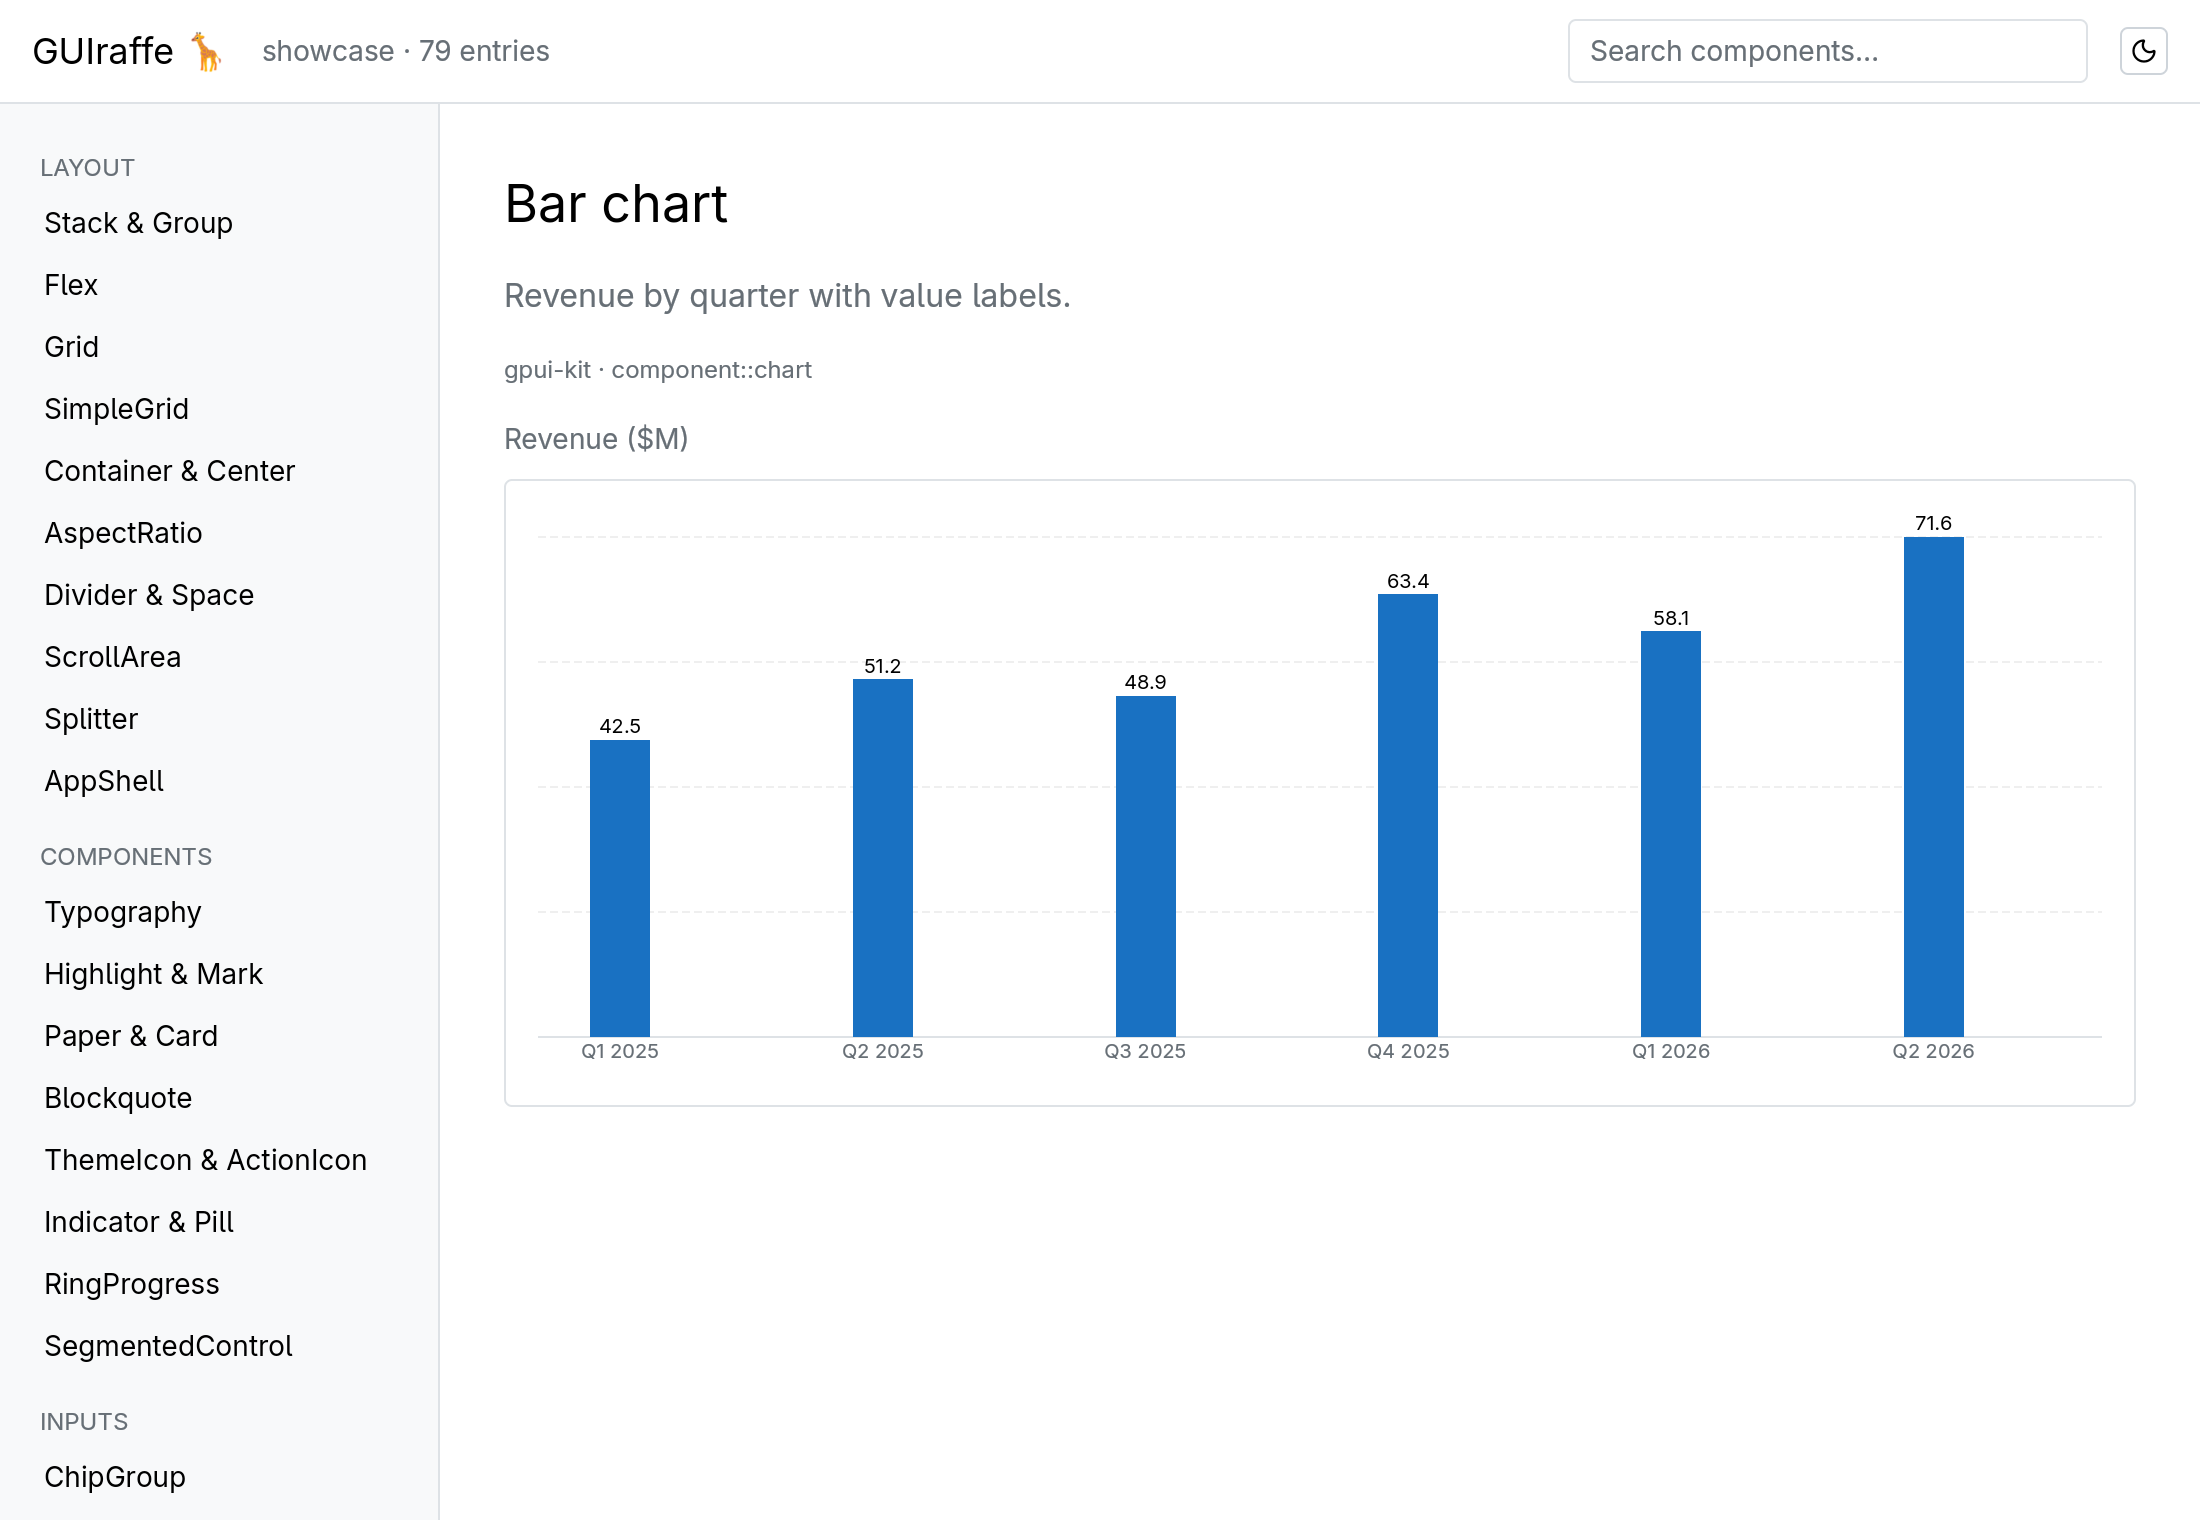 GUIraffe 🦒 showcase · 79 entries
Search components...
LAYOUT
Stack & Group
Flex
Grid
SimpleGrid
Container & Center
AspectRatio
Divider & Space
ScrollArea
Splitter
AppShell
COMPONENTS
Typography
Highlight & Mark
Paper & Card
Blockquote
ThemeIcon & ActionIcon
Indicator & Pill
RingProgress
SegmentedControl
INPUTS
ChipGroup
Bar chart
Revenue by quarter with value labels.
gpui-kit · component::chart
Revenue ($M)
42.5 51.2 48.9 63.4 58.1 71.6
Q1 2025 Q2 2025 Q3 2025 Q4 2025 Q1 2026 Q2 2026